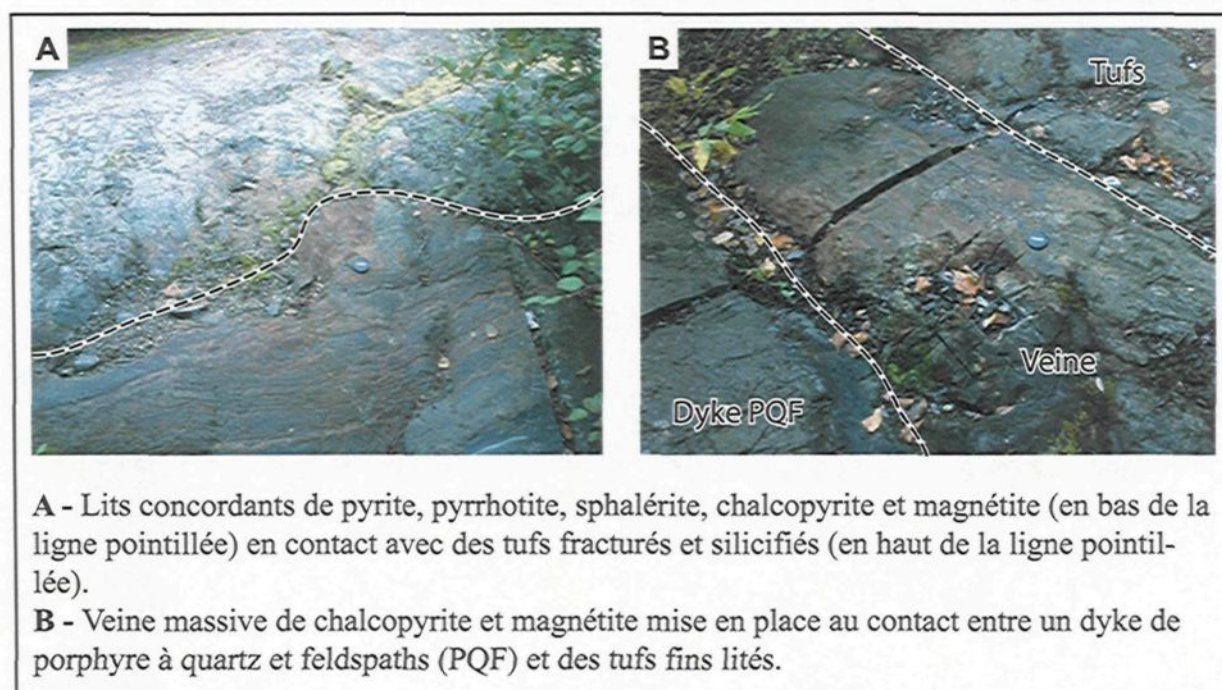 A
B
Tufs
Veine
Dyke PQF
A - Lits concordants de pyrite, pyrrhotite, sphalérite, chalcopyrite et magnétite (en bas de la
ligne pointillée) en contact avec des tufs fracturés et silicifiés (en haut de la ligne pointil-
lée).
B - Veine massive de chalcopyrite et magnétite mise en place au contact entre un dyke de
porphyre à quartz et feldspaths (PQF) et des tufs fins lités.